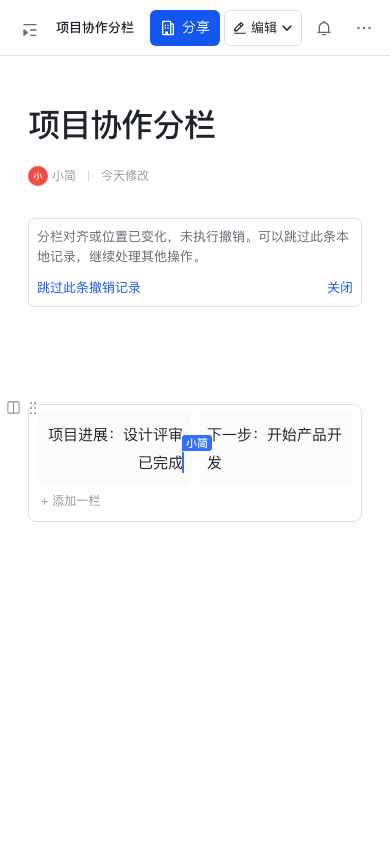 项目协作分栏
分享
编辑
项目协作分栏
小
小简
今天修改
分栏对齐或位置已变化，未执行撤销。可以跳过此条本
地记录，继续处理其他操作。
跳过此条撤销记录
关闭
项目进展：设计评审
已完成
小简
下一步：开始产品开
发
+ 添加一栏